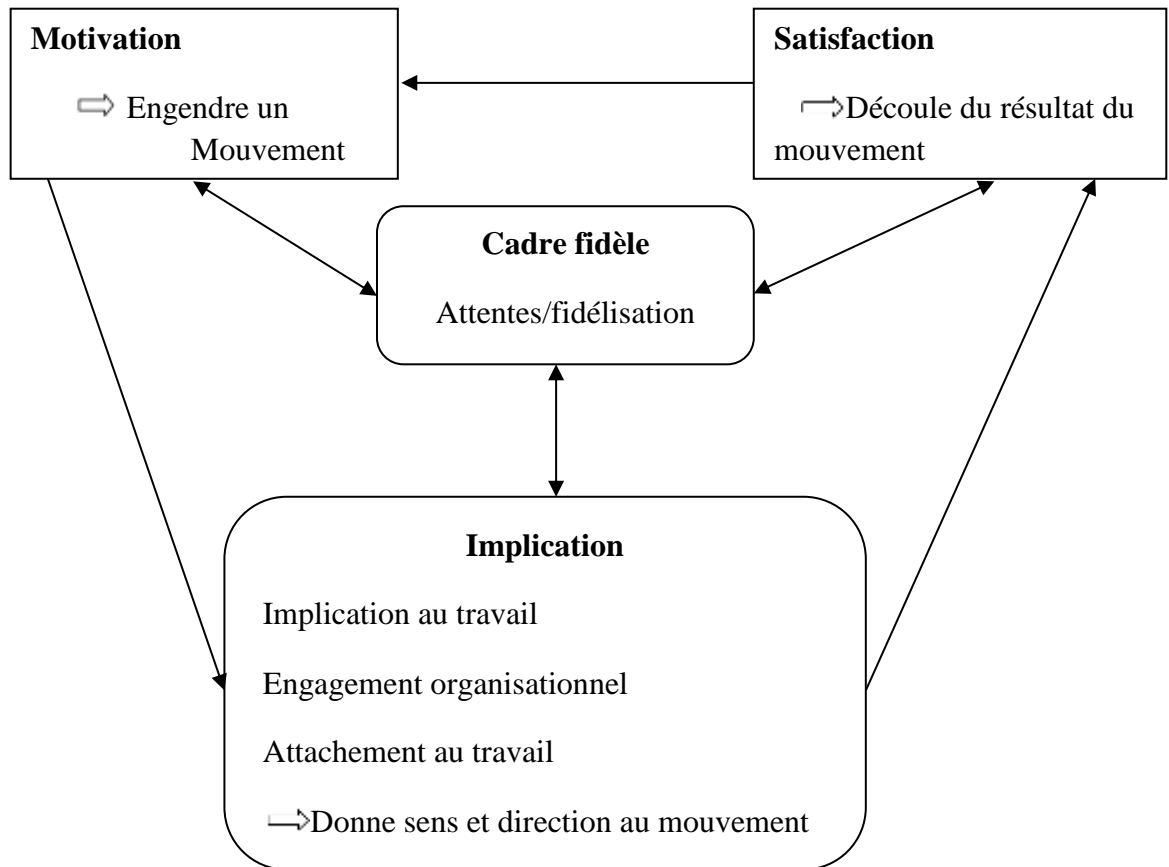 Motivation
Engendre un
Mouvement
Satisfaction
Découle du résultat du
mouvement
Cadre fidèle
Attentes/fidélisation
Implication
Implication au travail
Engagement organisationnel
Attachement au travail
Donne sens et direction au mouvement